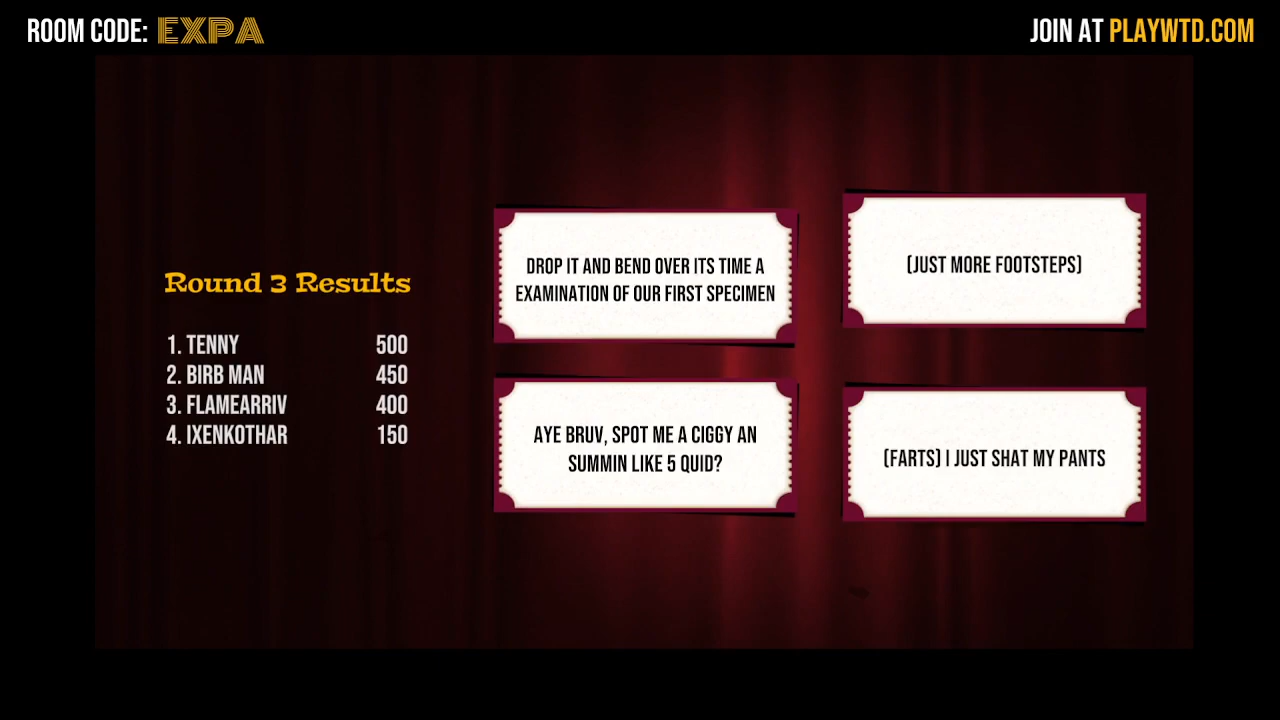 ROOM CODE: EXPA
JOIN AT PLAYWTD.COM
Round 3 Results
1. TENNY 500
2. BIRB MAN 450
3. FLAMEARRIV 400
4. IXENKOTHAR 150
DROP IT AND BEND OVER ITS TIME A
EXAMINATION OF OUR FIRST SPECIMEN
(JUST MORE FOOTSTEPS)
AYE BRUV, SPOT ME A CIGGY AN
SUMMIN LIKE 5 QUID?
(FARTS) I JUST SHAT MY PANTS